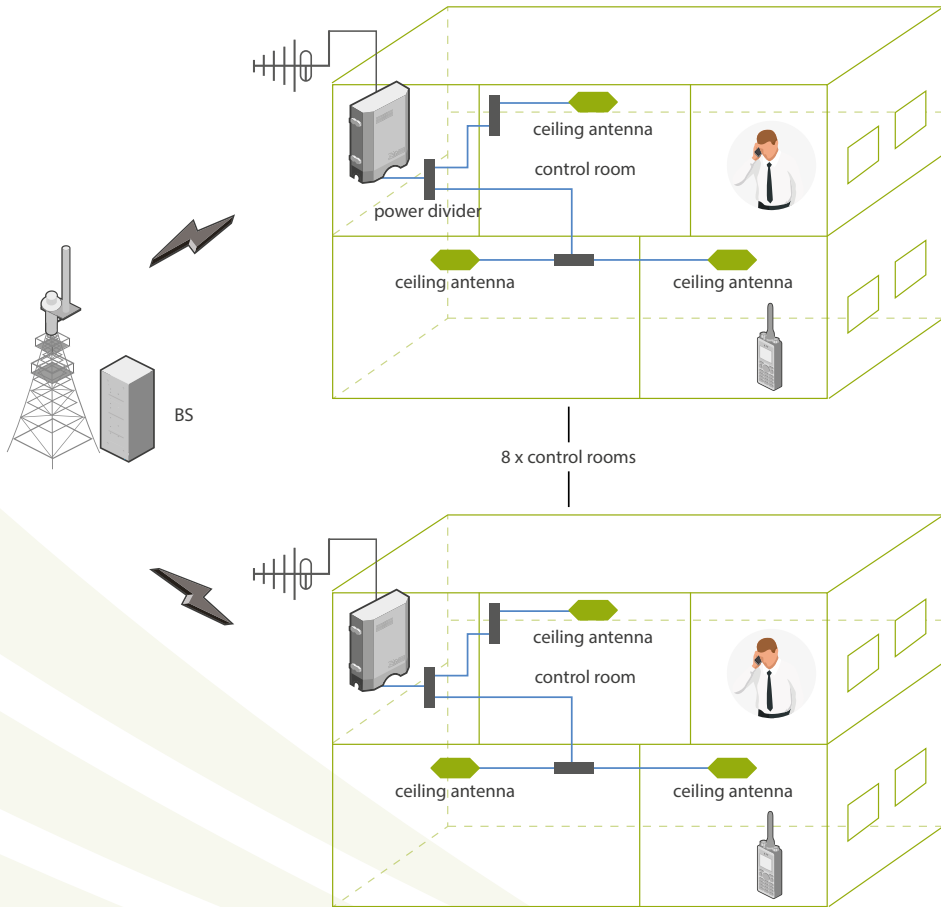 ceiling antenna
control room
power divider
ceiling antenna
ceiling antenna
BS
8 x control rooms
ceiling antenna
control room
ceiling antenna
ceiling antenna